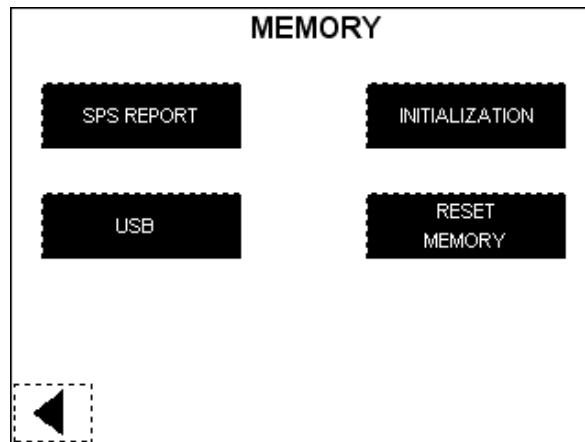 MEMORY
SPS REPORT
INITIALIZATION
USB
RESET
MEMORY